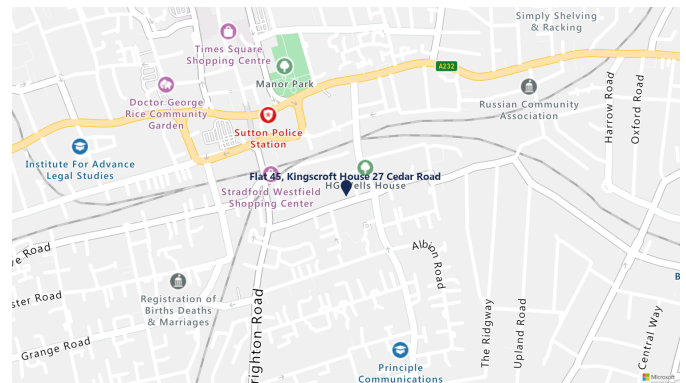 Simply Shelving
& Racking
Times Square
Shopping Centre
A232
Manor Park
Doctor George
Rice Community
Garden
Russian Community
Association
Harrow Road
Oxford Road
Sutton Police
Station
Institute For Advance
Legal Studies
Flat 45, Kingscroft House 27 Cedar Road
HG Wells House
Stradford Westfield
Shopping Center
ve Road
Albion Road
ster Road
Registration of
Births Deaths
& Marriages
righton Road
The Ridgway
Upland Road
Central Way
B
Grange Road
Principle
Communications
Microsoft